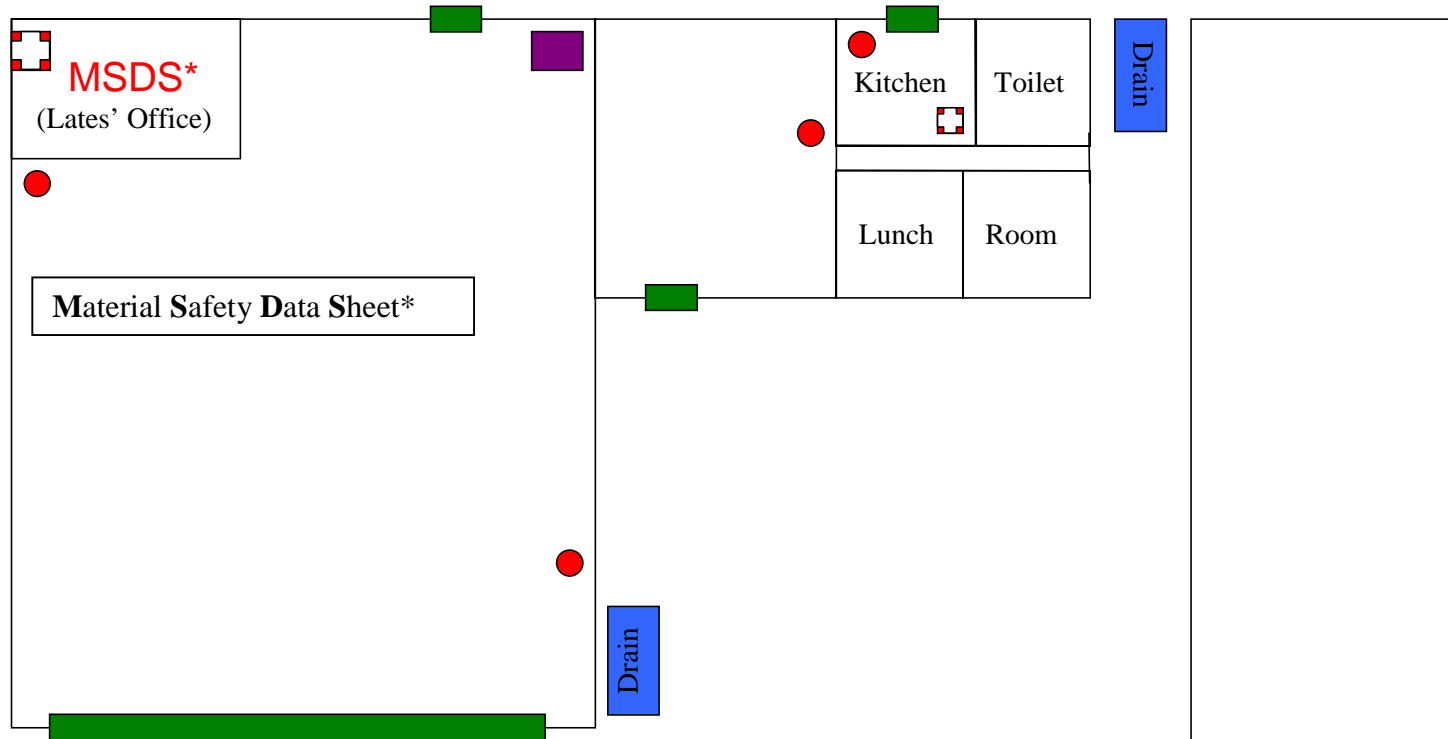 MSDS*
(Lates’ Office)
Material Safety Data Sheet*
Kitchen
Toilet
Drain
Lunch
Room
Drain